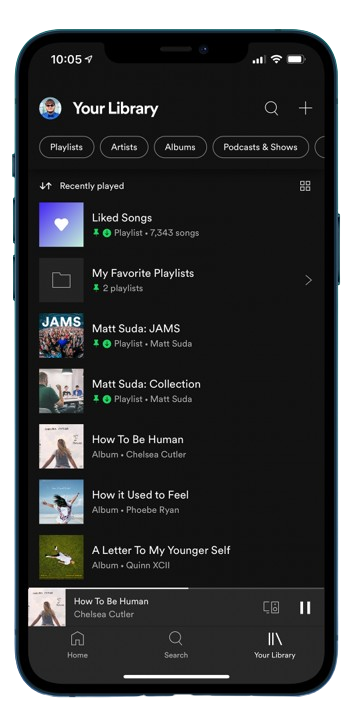 10:05
Your Library
Playlists
Artists
Albums
Podcasts & Shows
Recently played
Liked Songs
Playlist • 7,343 songs
My Favorite Playlists
2 playlists
JAMS
Matt Suda: JAMS
Playlist • Matt Suda
Matt Suda: Collection
Playlist • Matt Suda
How To Be Human
Album • Chelsea Cutler
How it Used to Feel
Album • Phoebe Ryan
A Letter To My Younger Self
Album • Quinn XCII
How To Be Human
Chelsea Cutler
Home
Search
Your Library